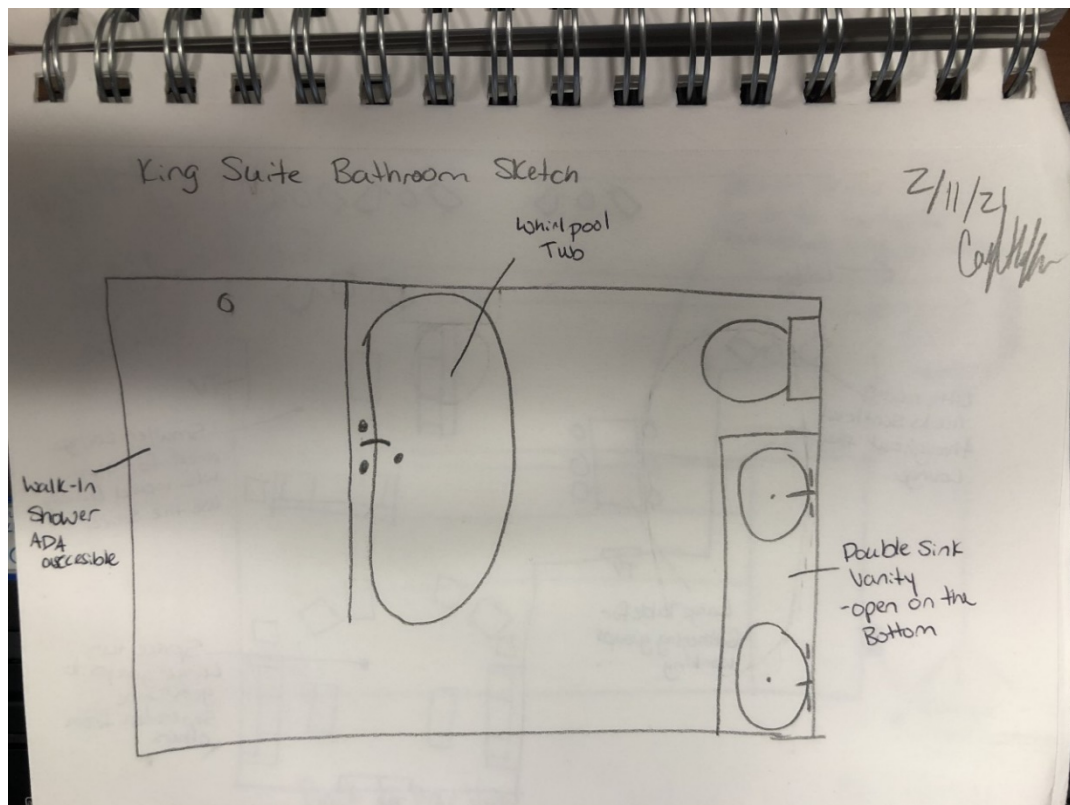 King Suite Bathroom Sketch
2/11/21
Whirlpool
Tub
Walk-In
Shower
ADA
accesible
Double Sink
Vanity
-open on the
Bottom